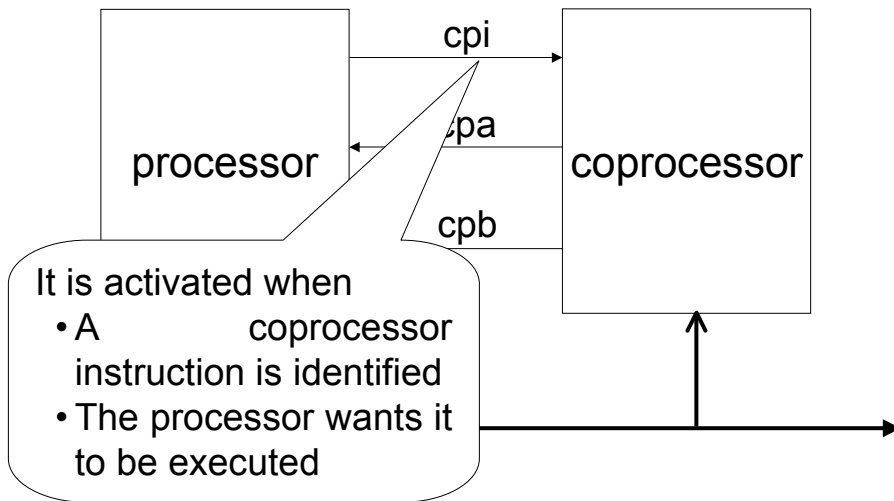 cpi
cpa
processor
coprocessor
cpb
It is activated when
• A coprocessor
instruction is identified
• The processor wants it
to be executed